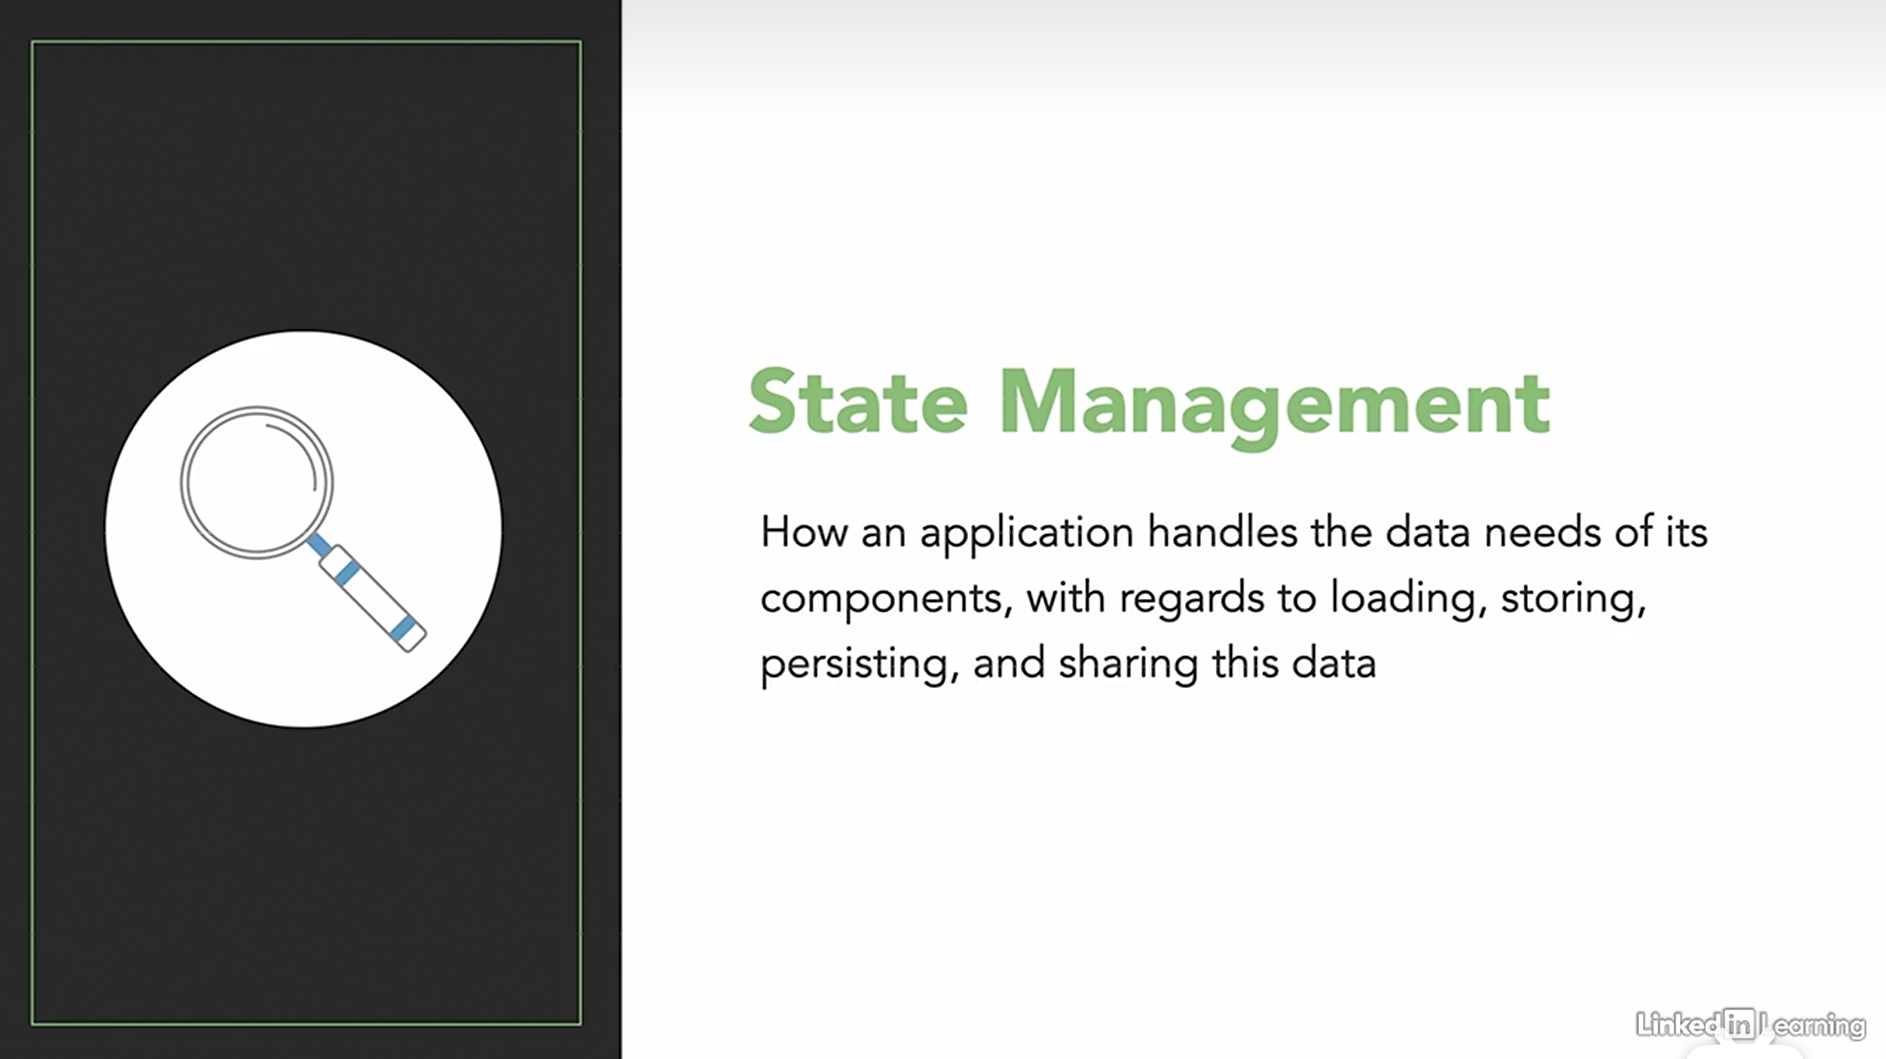 State Management
How an application handles the data needs of its
components, with regards to loading, storing,
persisting, and sharing this data
Linked in Learning